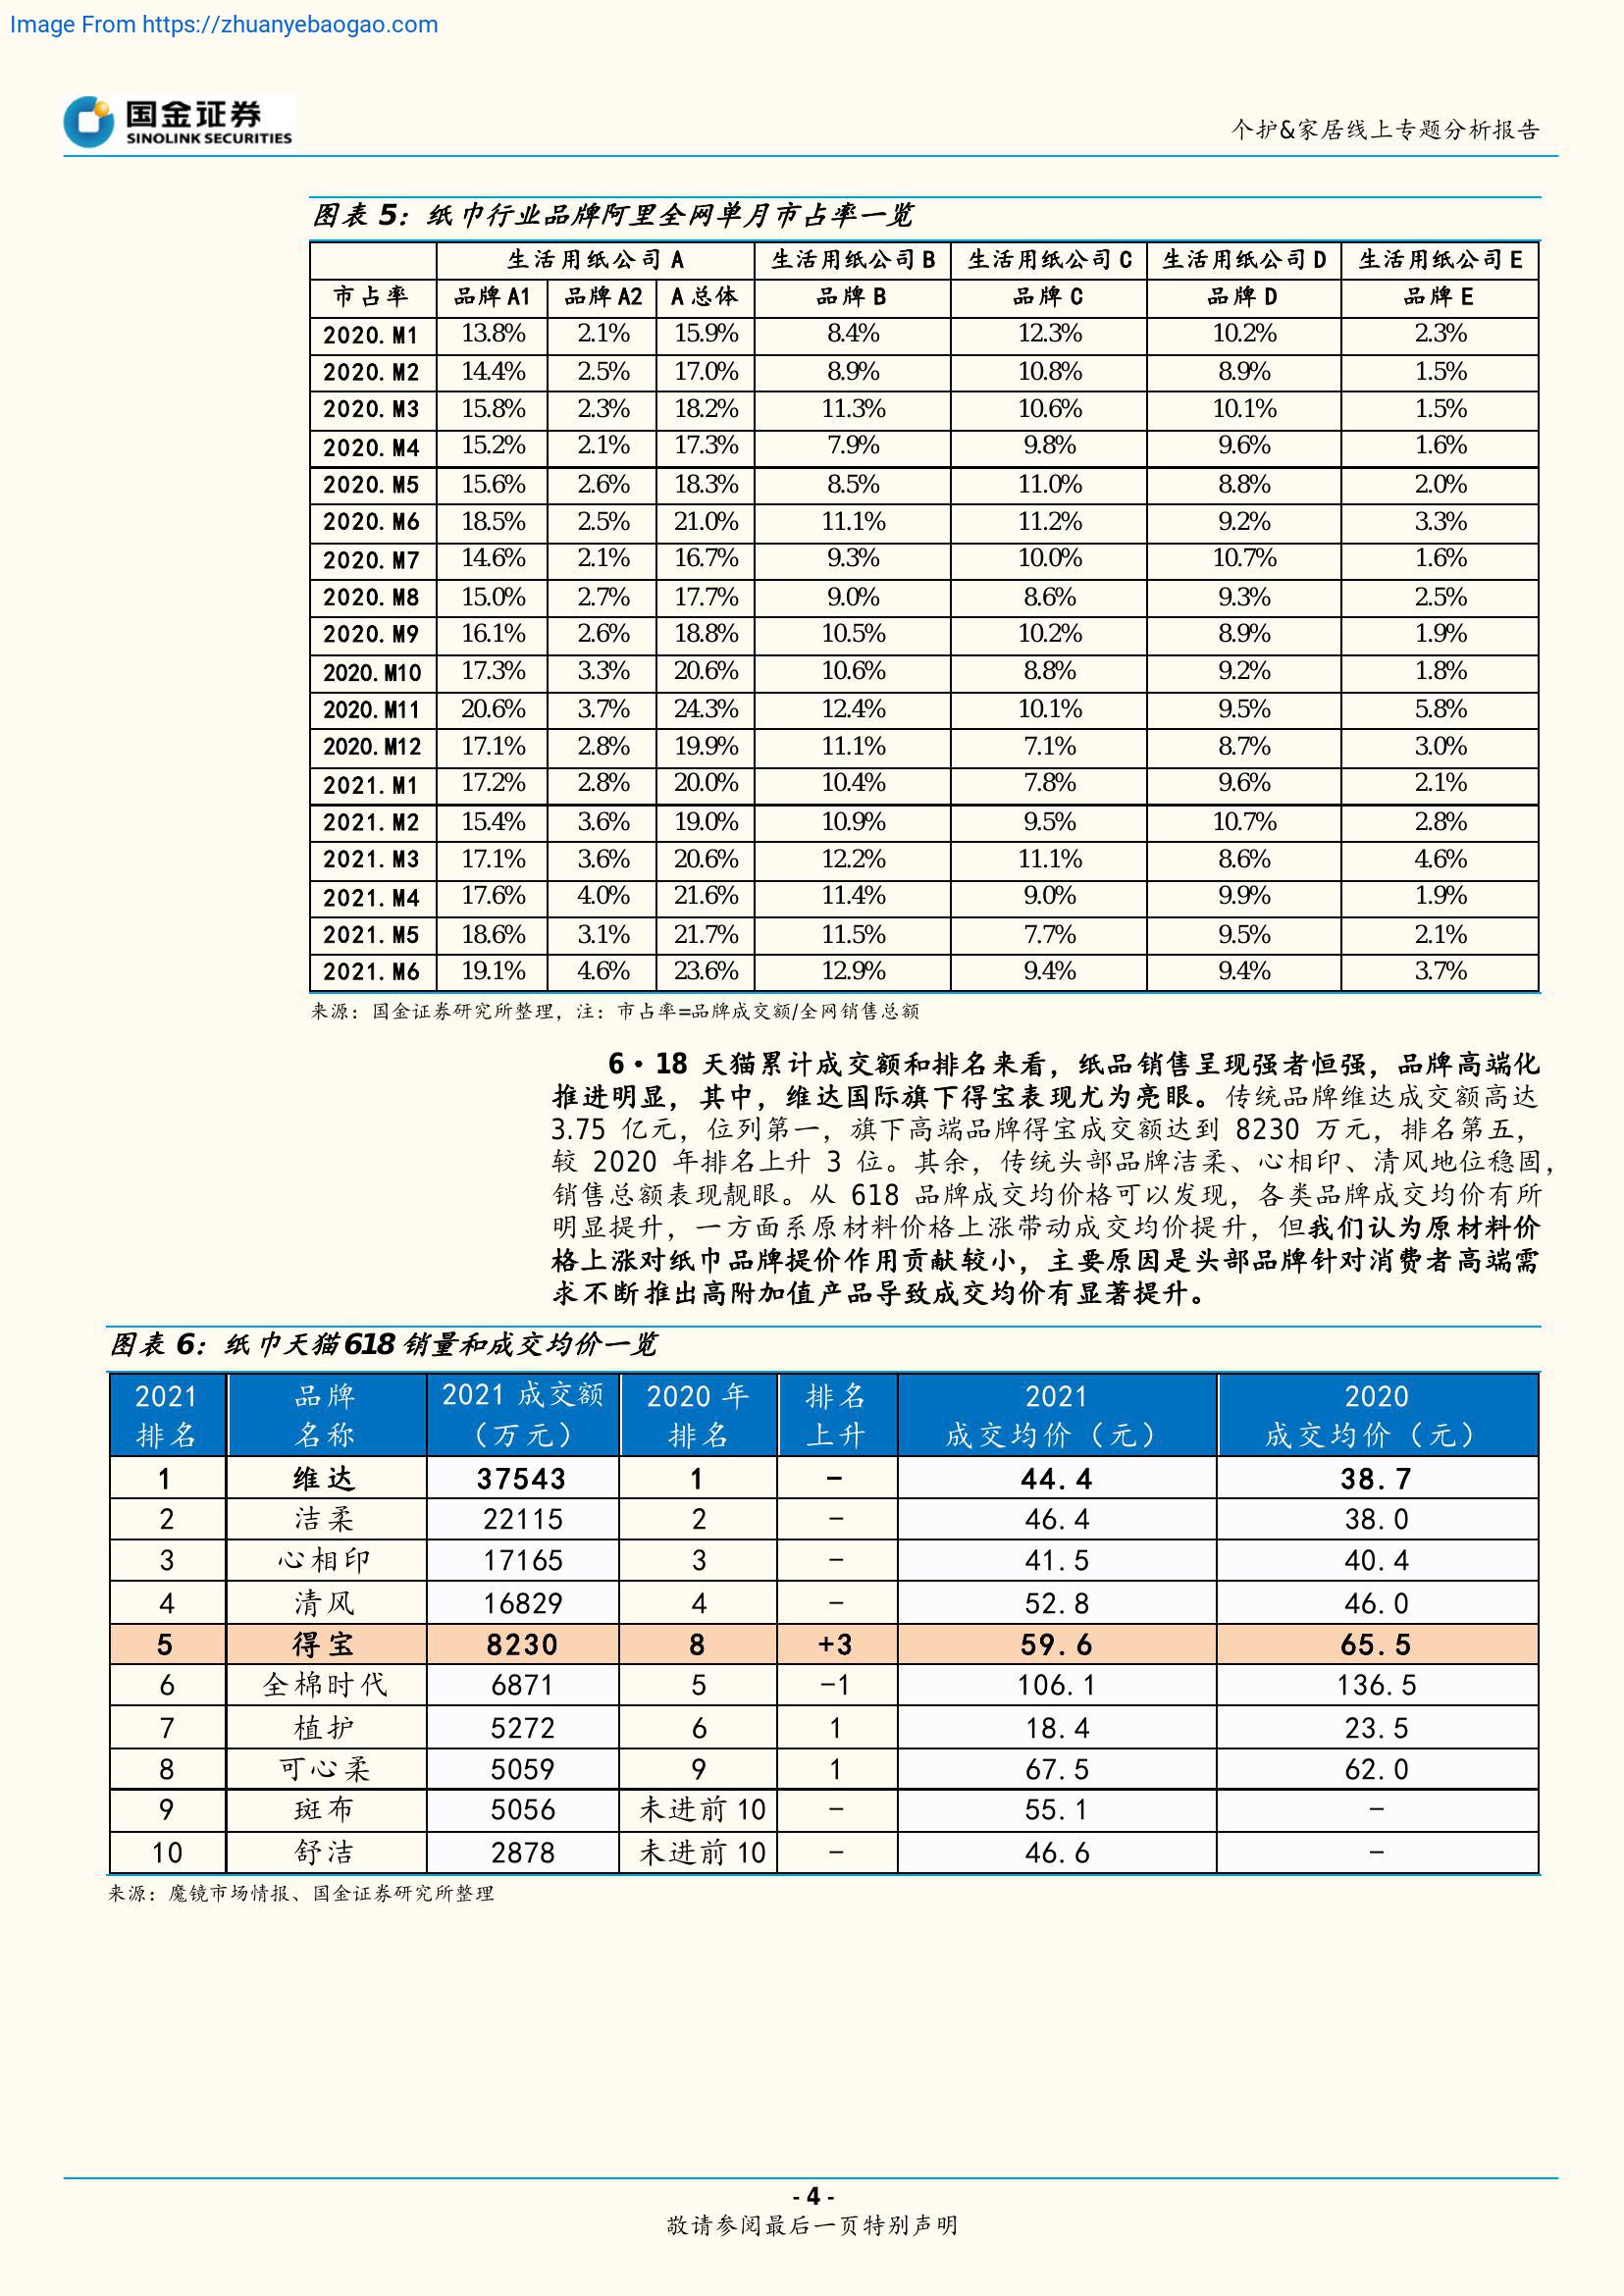 Image From https://zhuanyebaogao.com
国金证券
SINOLINK SECURITIES
个护&家居线上专题分析报告
图表 5：纸巾行业品牌阿里全网单月市占率一览
生活用纸公司 A 生活用纸公司 B 生活用纸公司 C 生活用纸公司 D 生活用纸公司 E
市占率 品牌 A1 品牌 A2 A 总体 品牌 B 品牌 C 品牌 D 品牌 E
2020.M1 13.8% 2.1% 15.9% 8.4% 12.3% 10.2% 2.3%
2020.M2 14.4% 2.5% 17.0% 8.9% 10.8% 8.9% 1.5%
2020.M3 15.8% 2.3% 18.2% 11.3% 10.6% 10.1% 1.5%
2020.M4 15.2% 2.1% 17.3% 7.9% 9.8% 9.6% 1.6%
2020.M5 15.6% 2.6% 18.3% 8.5% 11.0% 8.8% 2.0%
2020.M6 18.5% 2.5% 21.0% 11.1% 11.2% 9.2% 3.3%
2020.M7 14.6% 2.1% 16.7% 9.3% 10.0% 10.7% 1.6%
2020.M8 15.0% 2.7% 17.7% 9.0% 8.6% 9.3% 2.5%
2020.M9 16.1% 2.6% 18.8% 10.5% 10.2% 8.9% 1.9%
2020.M10 17.3% 3.3% 20.6% 10.6% 8.8% 9.2% 1.8%
2020.M11 20.6% 3.7% 24.3% 12.4% 10.1% 9.5% 5.8%
2020.M12 17.1% 2.8% 19.9% 11.1% 7.1% 8.7% 3.0%
2021.M1 17.2% 2.8% 20.0% 10.4% 7.8% 9.6% 2.1%
2021.M2 15.4% 3.6% 19.0% 10.9% 9.5% 10.7% 2.8%
2021.M3 17.1% 3.6% 20.6% 12.2% 11.1% 8.6% 4.6%
2021.M4 17.6% 4.0% 21.6% 11.4% 9.0% 9.9% 1.9%
2021.M5 18.6% 3.1% 21.7% 11.5% 7.7% 9.5% 2.1%
2021.M6 19.1% 4.6% 23.6% 12.9% 9.4% 9.4% 3.7%
来源：国金证券研究所整理，注：市占率=品牌成交额/全网销售总额
6·18 天猫累计成交额和排名来看，纸品销售呈现强者恒强，品牌高端化
推进明显，其中，维达国际旗下得宝表现尤为亮眼。传统品牌维达成交额高达
3.75 亿元，位列第一，旗下高端品牌得宝成交额达到 8230 万元，排名第五，
较 2020 年排名上升 3 位。其余，传统头部品牌洁柔、心相印、清风地位稳固，
销售总额表现靓眼。从 618 品牌成交均价格可以发现，各类品牌成交均价有所
明显提升，一方面系原材料价格上涨带动成交均价提升，但我们认为原材料价
格上涨对纸巾品牌提价作用贡献较小，主要原因是头部品牌针对消费者高端需
求不断推出高附加值产品导致成交均价有显著提升。
图表 6：纸巾天猫618 销量和成交均价一览
2021 品牌 2021 成交额 2020 年 排名 2021 2020
排名 名称 （万元） 排名 上升 成交均价（元） 成交均价（元）
1 维达 37543 1 - 44.4 38.7
2 洁柔 22115 2 - 46.4 38.0
3 心相印 17165 3 - 41.5 40.4
4 清风 16829 4 - 52.8 46.0
5 得宝 8230 8 +3 59.6 65.5
6 全棉时代 6871 5 -1 106.1 136.5
7 植护 5272 6 1 18.4 23.5
8 可心柔 5059 9 1 67.5 62.0
9 斑布 5056 未进前 10 - 55.1 -
10 舒洁 2878 未进前 10 - 46.6 -
来源：魔镜市场情报、国金证券研究所整理
- 4 -
敬请参阅最后一页特别声明